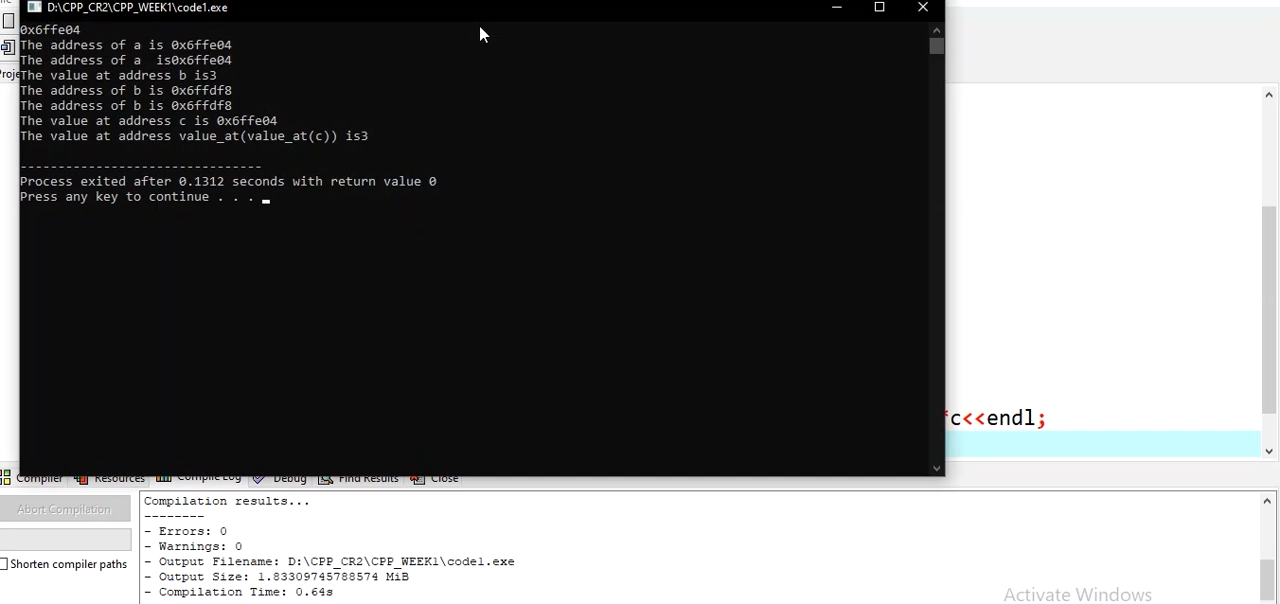 D:\CPP_CR2\CPP_WEEK1\code1.exe
0x6ffe04
The address of a is 0x6ffe04
The address of a  is0x6ffe04
The value at address b is3
The address of b is 0x6ffdf8
The address of b is 0x6ffdf8
The value at address c is 0x6ffe04
The value at address value_at(value_at(c)) is3
--------------------------------
Process exited after 0.1312 seconds with return value 0
Press any key to continue . . .
c<<endl;
Compiler Resources Compile Log Debug Find Results Close
Abort Compilation
Shorten compiler paths
Compilation results...
--------
- Errors: 0
- Warnings: 0
- Output Filename: D:\CPP_CR2\CPP_WEEK1\code1.exe
- Output Size: 1.83309745788574 MiB
- Compilation Time: 0.64s
Activate Windows